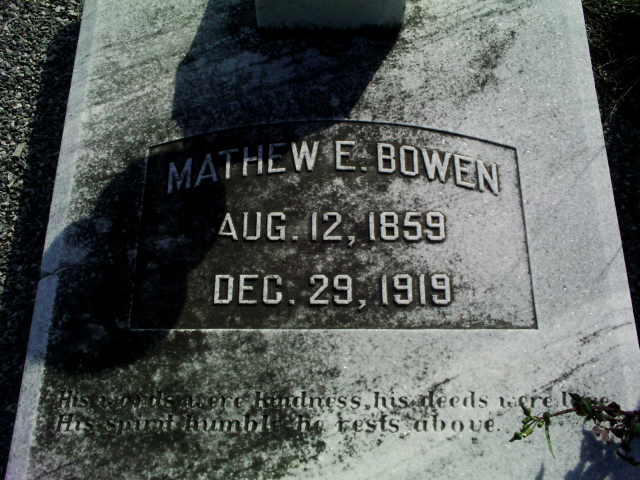 MATHEW E. BOWEN
AUG. 12, 1859
DEC. 29, 1919
His words were kindness, his deeds were love,
His spirit humble, he rests above.